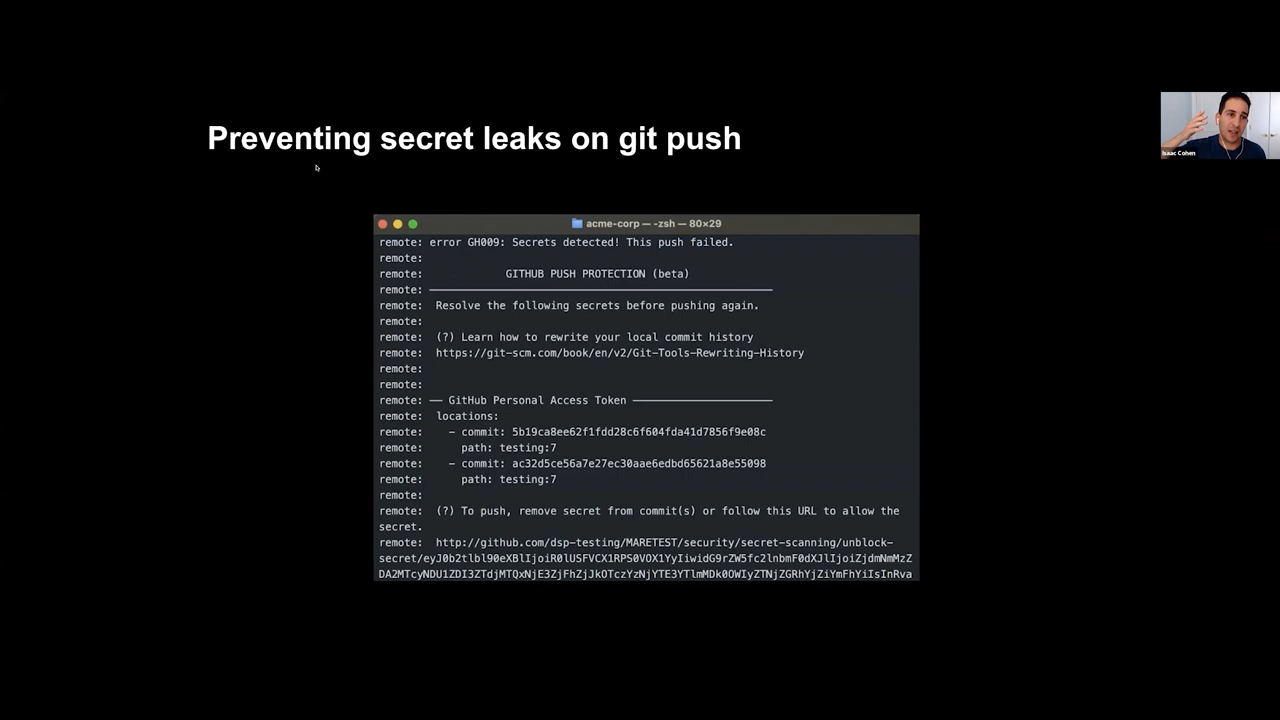 Preventing secret leaks on git push
Isaac Cohen
acme-corp — -zsh — 80×29
remote: error GH009: Secrets detected! This push failed.
remote:
remote: GITHUB PUSH PROTECTION (beta)
remote: ——————————————————————
remote: Resolve the following secrets before pushing again.
remote:
remote: (?) Learn how to rewrite your local commit history
remote: https://git-scm.com/book/en/v2/Git-Tools-Rewriting-History
remote:
remote:
remote: —— GitHub Personal Access Token ——————————
remote: locations:
remote: - commit: 5b19ca8ee62f1fdd28c6f604fda41d7856f9e08c
remote: path: testing:7
remote: - commit: ac32d5ce56a7e27ec30aae6edbd65621a8e55098
remote: path: testing:7
remote:
remote: (?) To push, remove secret from commit(s) or follow this URL to allow the
secret.
remote: http://github.com/dsp-testing/MARETEST/security/secret-scanning/unblock-